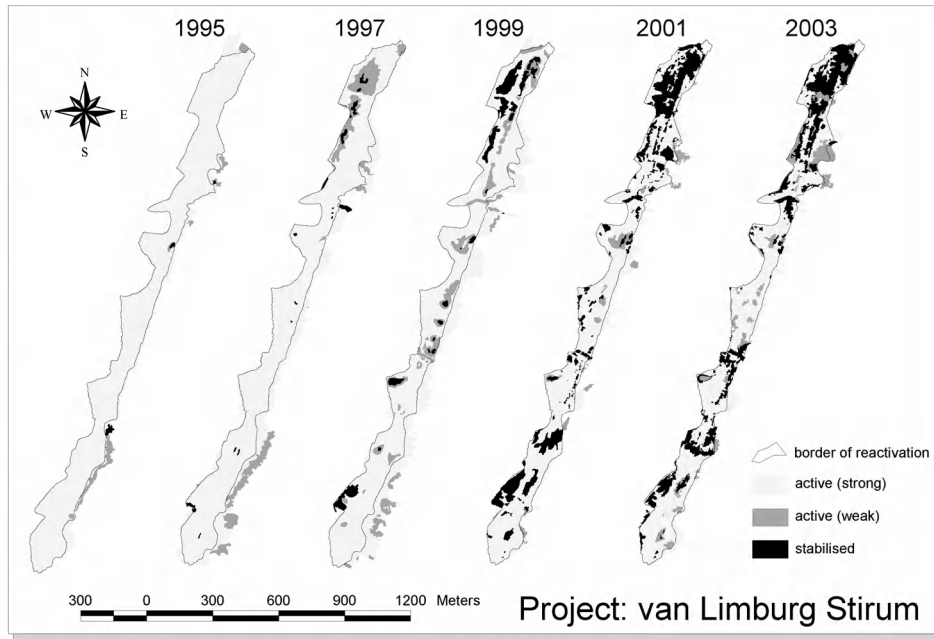 1995 1997 1999 2001 2003
N
W E
S
border of reactivation
active (strong)
active (weak)
stabilised
300 0 300 600 900 1200 Meters
Project: van Limburg Stirum